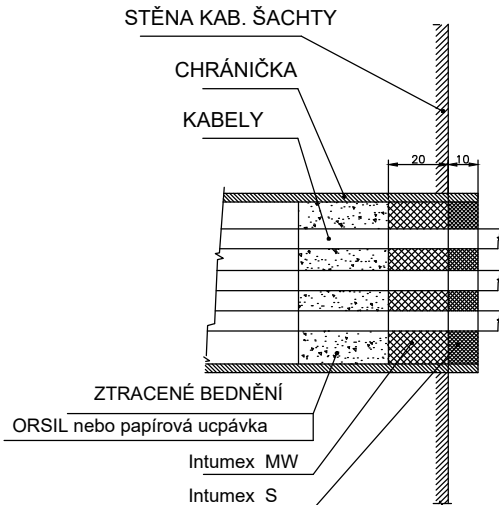 STĚNA KAB. ŠACHTY
CHRÁNIČKA
KABELY
20
10
ZTRACENÉ BEDNĚNÍ
ORSIL nebo papírová ucpávka
Intumex MW
Intumex S